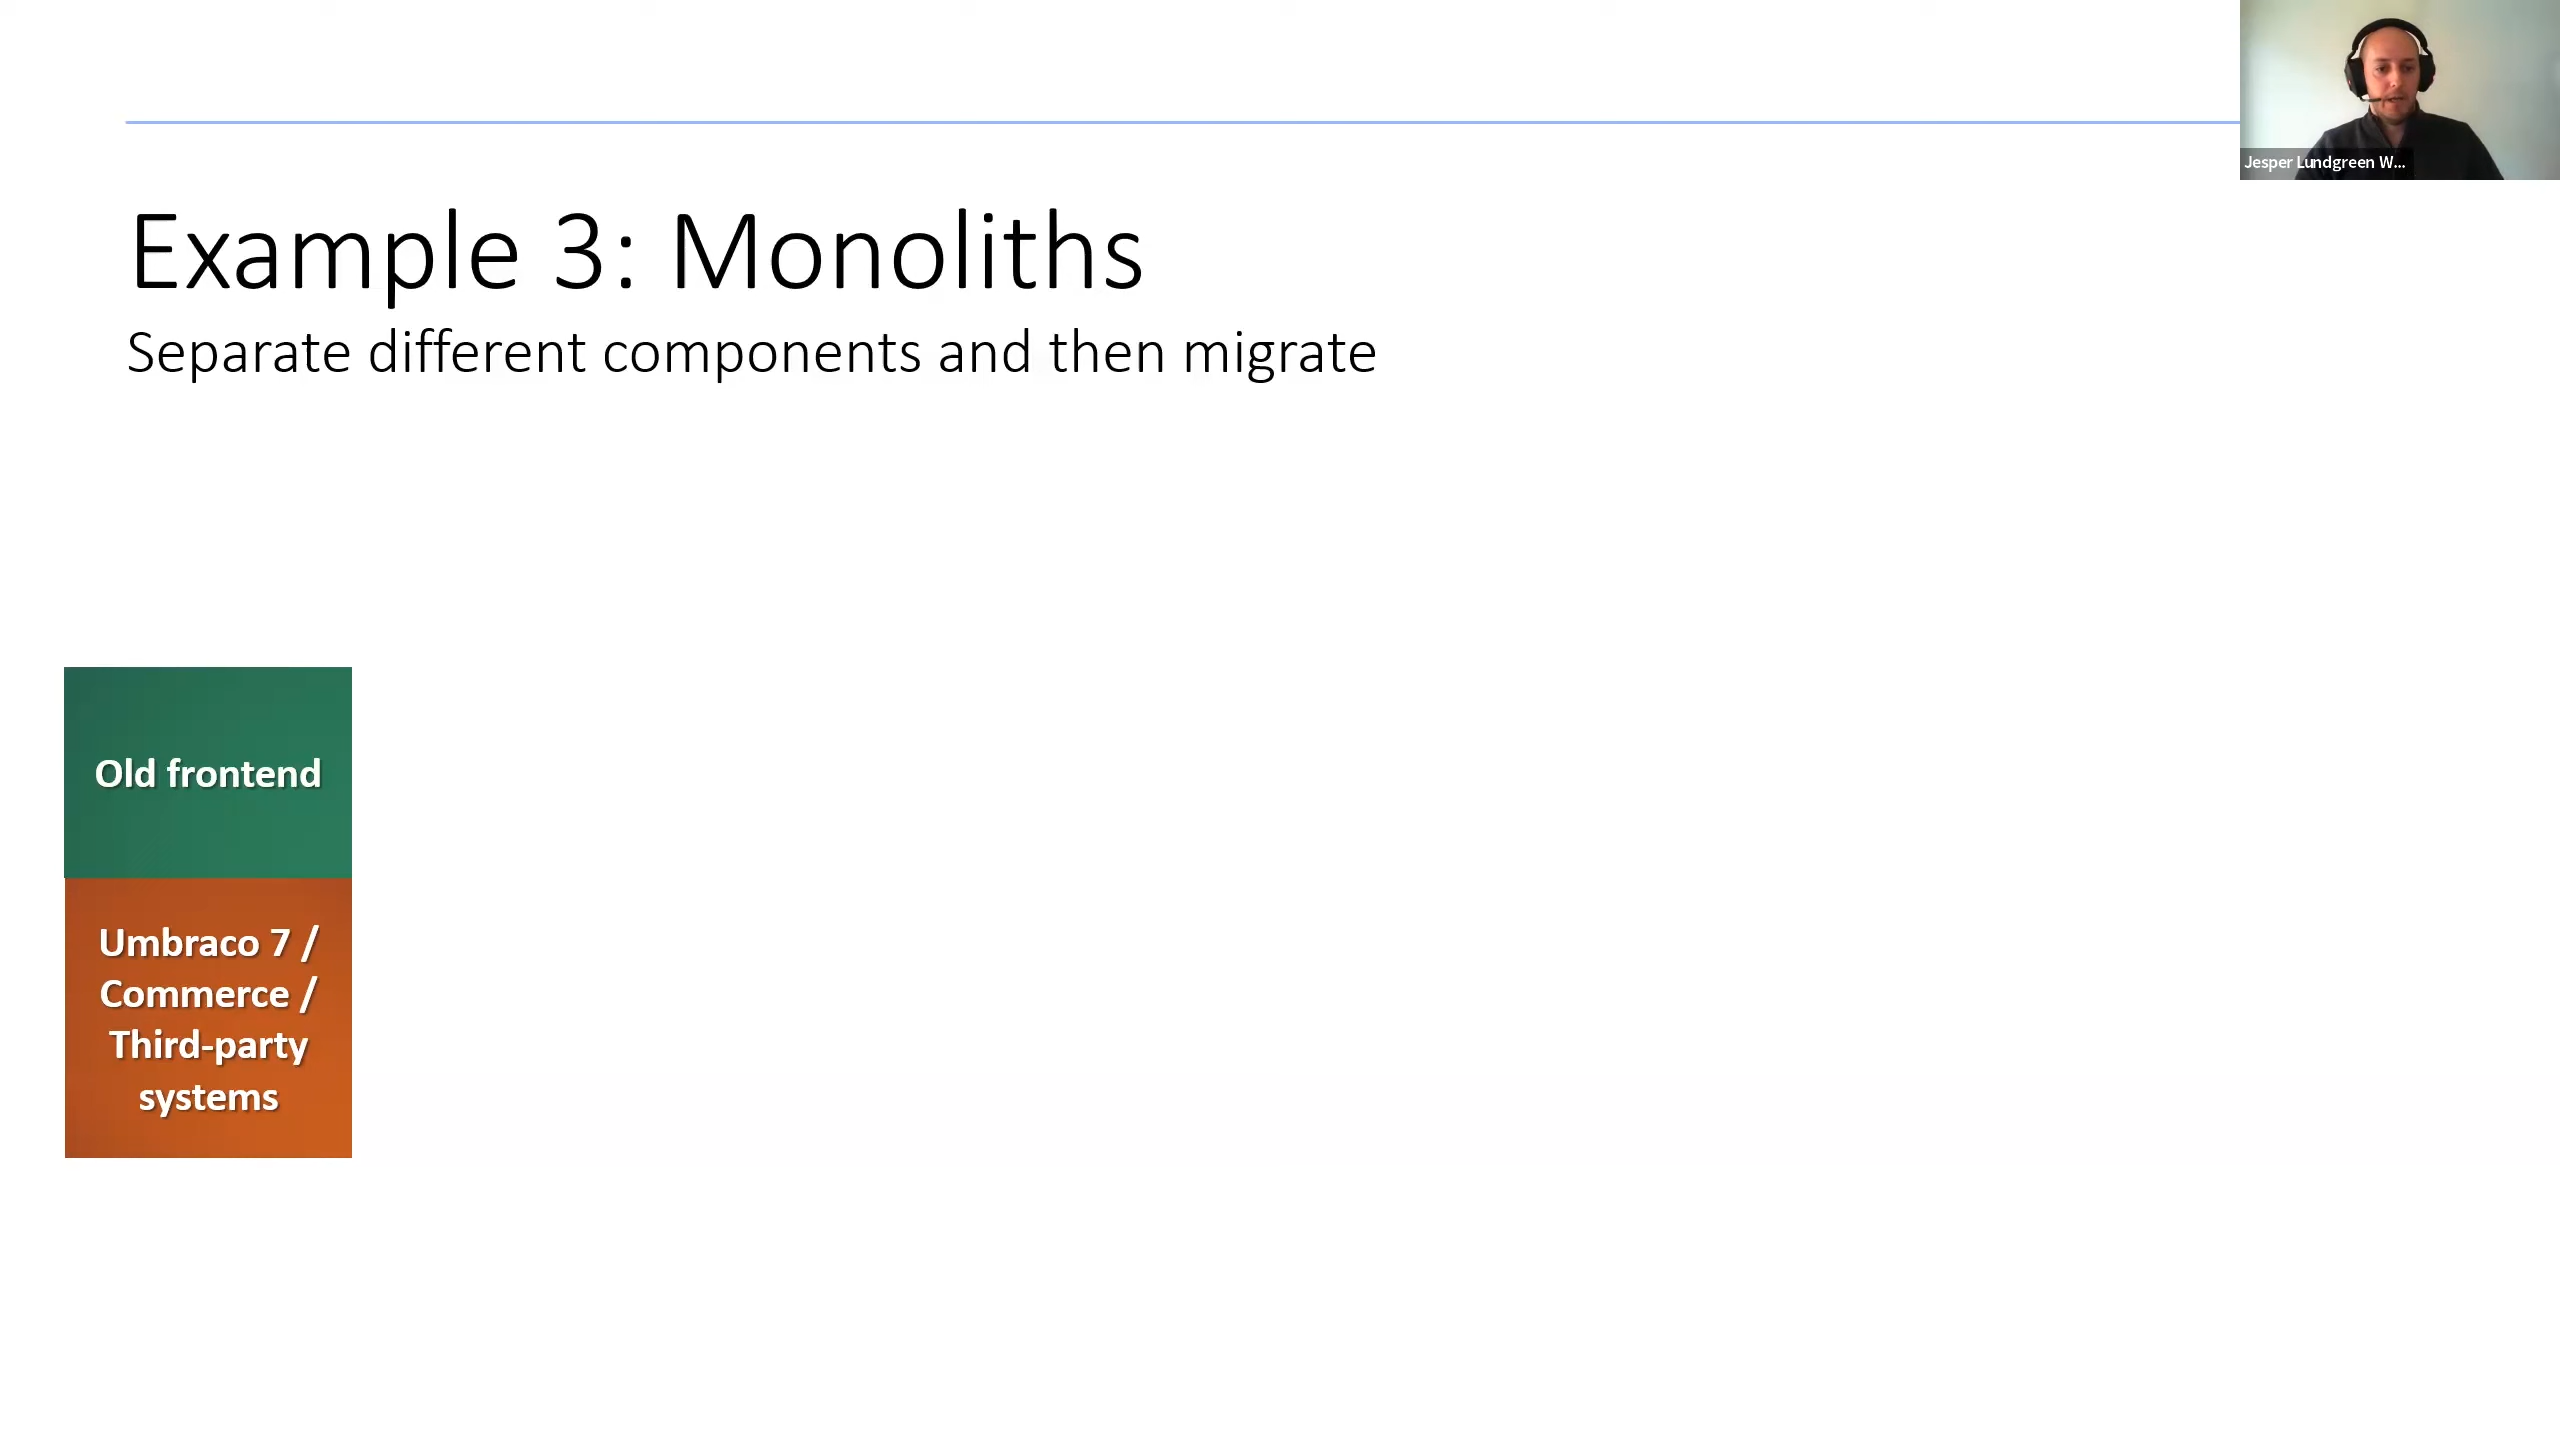 Jesper Lundgreen W...
Example 3: Monoliths
Separate different components and then migrate
Old frontend
Umbraco 7 /
Commerce /
Third-party
systems